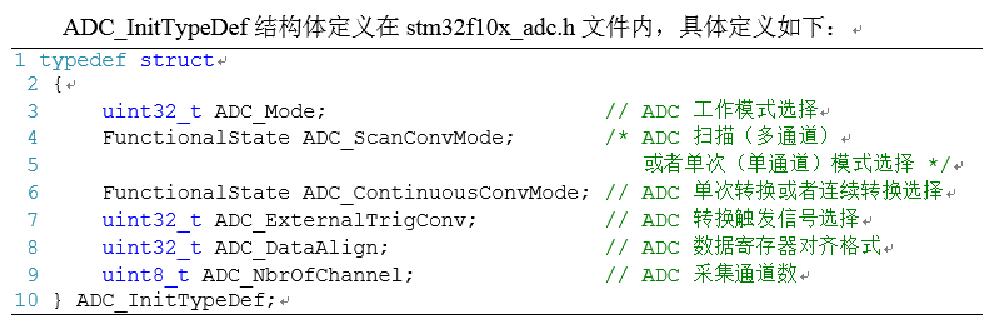 ADC_InitTypeDef 结构体定义在 stm32f10x_adc.h 文件内，具体定义如下：
1 typedef struct
2 {
3 uint32_t ADC_Mode; // ADC 工作模式选择
4 FunctionalState ADC_ScanConvMode; /* ADC 扫描（多通道）
5 或者单次（单通道）模式选择 */
6 FunctionalState ADC_ContinuousConvMode; // ADC 单次转换或者连续转换选择
7 uint32_t ADC_ExternalTrigConv; // ADC 转换触发信号选择
8 uint32_t ADC_DataAlign; // ADC 数据寄存器对齐格式
9 uint8_t ADC_NbrOfChannel; // ADC 采集通道数
10 } ADC_InitTypeDef;